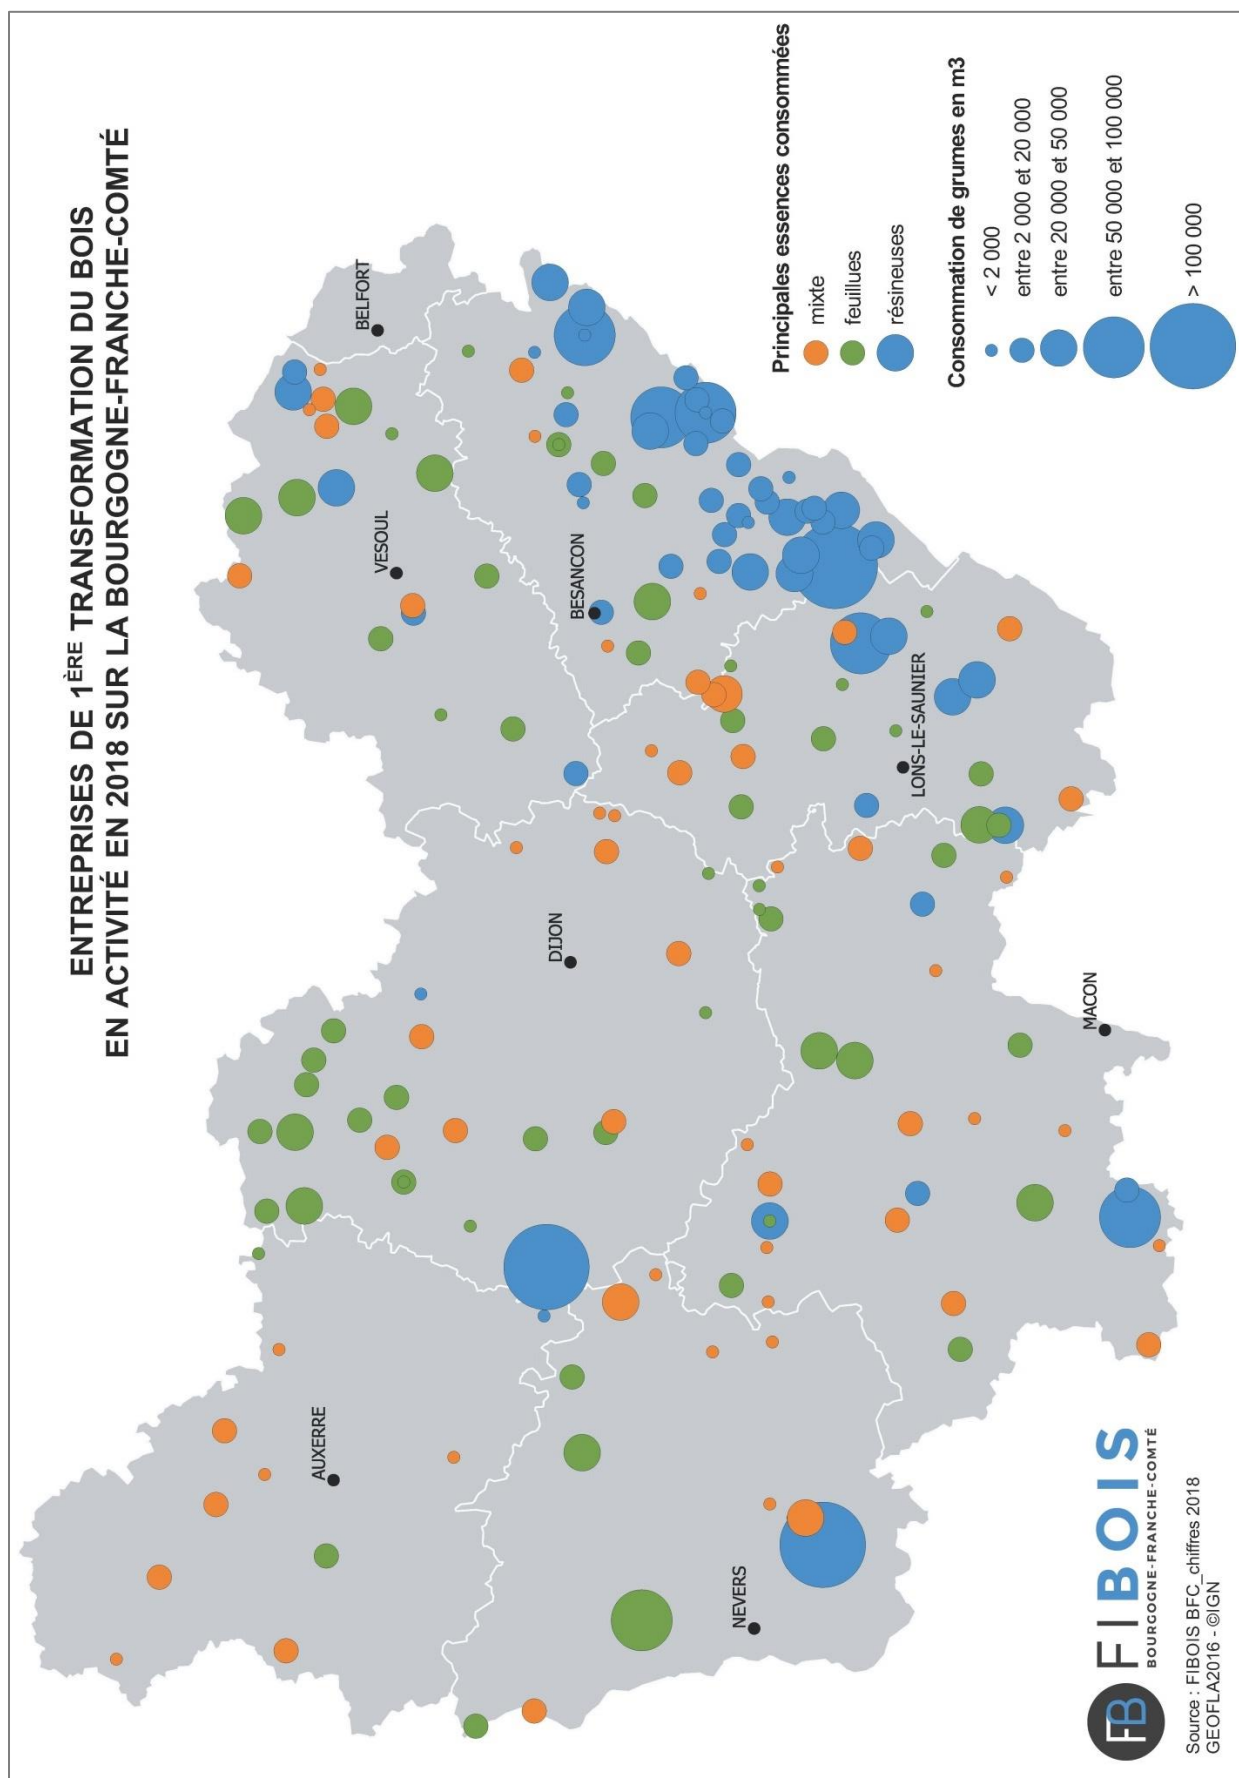 ENTREPRISES DE 1ÈRE TRANSFORMATION DU BOIS
EN ACTIVITÉ EN 2018 SUR LA BOURGOGNE-FRANCHE-COMTÉ
BELFORT
VESOUL
BESANCON
DIJON
AUXERRE
LONS-LE-SAUNIER
NEVERS
MACON
Principales essences consommées
mixte
feuillues
résineuses
Consommation de grumes en m3
< 2 000
entre 2 000 et 20 000
entre 20 000 et 50 000
entre 50 000 et 100 000
> 100 000
FB FIBOIS
BOURGOGNE-FRANCHE-COMTÉ
Source : FIBOIS BFC_chiffres 2018
GEOFLA2016 - ©IGN